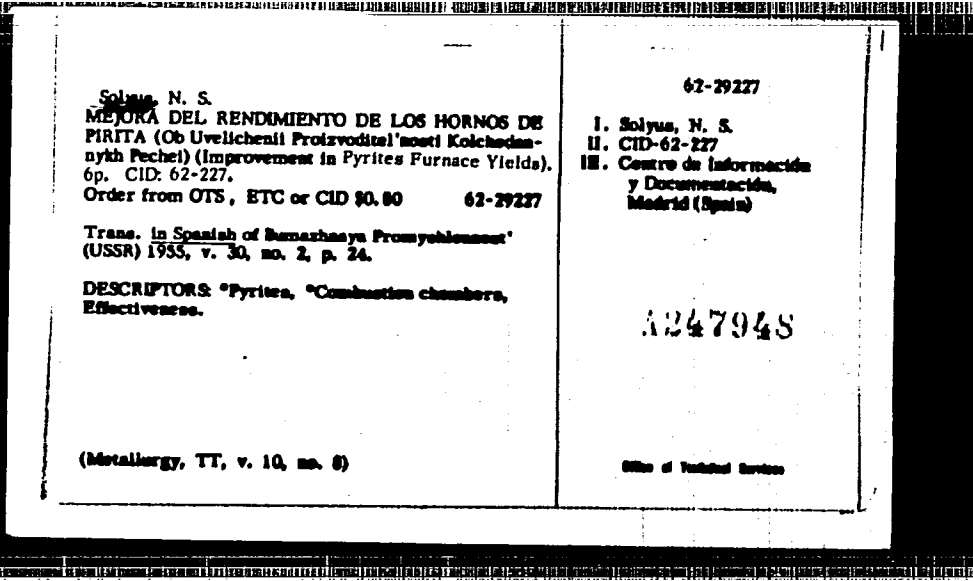 Solyus, N. S.
MEJORA DEL RENDIMIENTO DE LOS HORNOS DE
PIRITA (Ob Uvelichenii Proizvoditel'nosti Kolchedan-
nykh Pechei) (Improvement in Pyrites Furnace Yields).
6p. CID: 62-227.
Order from OTS, ETC or CID $0.80 62-29227
Trans. in Spanish of Bumazhnaya Promyshlennost'
(USSR) 1955, v. 30, no. 2, p. 24.
DESCRIPTORS: *Pyrites, *Combustion chambers,
Effectiveness.
(Metallurgy, TT, v. 10, no. 8)
62-29227
I. Solyus, N. S.
II. CID-62-227
III. Centro de Información
y Documentación,
Madrid (Spain)
A247948
Office of Technical Services